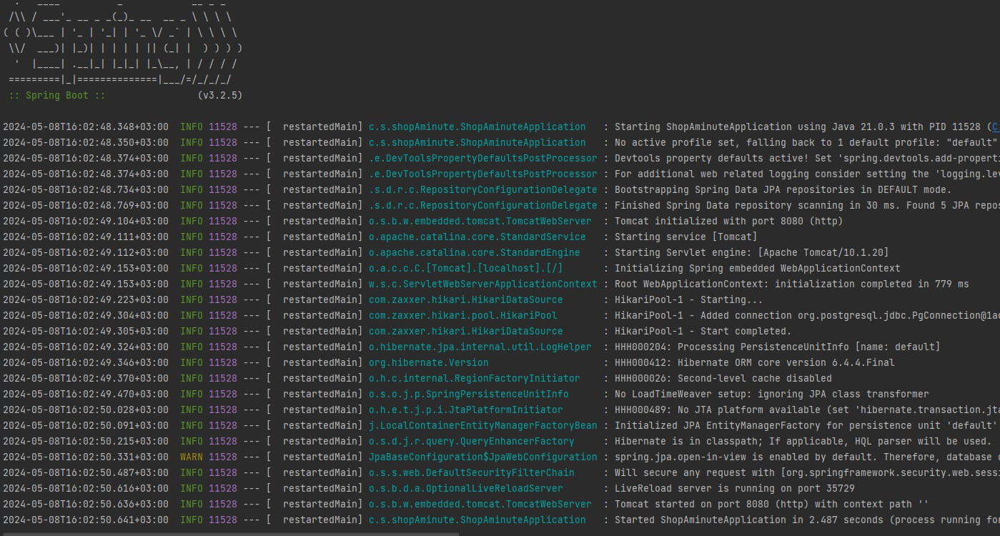 .   ____          _            __ _ _
 /\\ / ___'_ __ _ _(_)_ __  __ _ \ \ \ \
( ( )\___ | '_ | '_| | '_ \/ _` | \ \ \ \
 \\/  ___)| |_)| | | | | || (_| |  ) ) ) )
  '  |____| .__|_| |_|_| |_\__, | / / / /
 =========|_|==============|___/=/_/_/_/
 :: Spring Boot ::                (v3.2.5)
2024-05-08T16:02:48.348+03:00  INFO 11528 --- [  restartedMain] c.s.shopAminute.ShopAminuteApplication   : Starting ShopAminuteApplication using Java 21.0.3 with PID 11528 (C
2024-05-08T16:02:48.350+03:00  INFO 11528 --- [  restartedMain] c.s.shopAminute.ShopAminuteApplication   : No active profile set, falling back to 1 default profile: "default"
2024-05-08T16:02:48.374+03:00  INFO 11528 --- [  restartedMain] .e.DevToolsPropertyDefaultsPostProcessor : Devtools property defaults active! Set 'spring.devtools.add-properti
2024-05-08T16:02:48.374+03:00  INFO 11528 --- [  restartedMain] .e.DevToolsPropertyDefaultsPostProcessor : For additional web related logging consider setting the 'logging.lev
2024-05-08T16:02:48.734+03:00  INFO 11528 --- [  restartedMain] .s.d.r.c.RepositoryConfigurationDelegate : Bootstrapping Spring Data JPA repositories in DEFAULT mode.
2024-05-08T16:02:48.769+03:00  INFO 11528 --- [  restartedMain] .s.d.r.c.RepositoryConfigurationDelegate : Finished Spring Data repository scanning in 30 ms. Found 5 JPA repos
2024-05-08T16:02:49.104+03:00  INFO 11528 --- [  restartedMain] o.s.b.w.embedded.tomcat.TomcatWebServer  : Tomcat initialized with port 8080 (http)
2024-05-08T16:02:49.111+03:00  INFO 11528 --- [  restartedMain] o.apache.catalina.core.StandardService   : Starting service [Tomcat]
2024-05-08T16:02:49.112+03:00  INFO 11528 --- [  restartedMain] o.apache.catalina.core.StandardEngine    : Starting Servlet engine: [Apache Tomcat/10.1.20]
2024-05-08T16:02:49.153+03:00  INFO 11528 --- [  restartedMain] o.a.c.c.C.[Tomcat].[localhost].[/]       : Initializing Spring embedded WebApplicationContext
2024-05-08T16:02:49.153+03:00  INFO 11528 --- [  restartedMain] w.s.c.ServletWebServerApplicationContext : Root WebApplicationContext: initialization completed in 779 ms
2024-05-08T16:02:49.223+03:00  INFO 11528 --- [  restartedMain] com.zaxxer.hikari.HikariDataSource       : HikariPool-1 - Starting...
2024-05-08T16:02:49.304+03:00  INFO 11528 --- [  restartedMain] com.zaxxer.hikari.pool.HikariPool        : HikariPool-1 - Added connection org.postgresql.jdbc.PgConnection@1ac
2024-05-08T16:02:49.305+03:00  INFO 11528 --- [  restartedMain] com.zaxxer.hikari.HikariDataSource       : HikariPool-1 - Start completed.
2024-05-08T16:02:49.324+03:00  INFO 11528 --- [  restartedMain] o.hibernate.jpa.internal.util.LogHelper  : HHH000204: Processing PersistenceUnitInfo [name: default]
2024-05-08T16:02:49.346+03:00  INFO 11528 --- [  restartedMain] org.hibernate.Version                    : HHH000412: Hibernate ORM core version 6.4.4.Final
2024-05-08T16:02:49.370+03:00  INFO 11528 --- [  restartedMain] o.h.c.internal.RegionFactoryInitiator    : HHH000026: Second-level cache disabled
2024-05-08T16:02:49.470+03:00  INFO 11528 --- [  restartedMain] o.s.o.j.p.SpringPersistenceUnitInfo      : No LoadTimeWeaver setup: ignoring JPA class transformer
2024-05-08T16:02:50.028+03:00  INFO 11528 --- [  restartedMain] o.h.e.t.j.p.i.JtaPlatformInitiator       : HHH000489: No JTA platform available (set 'hibernate.transaction.jta
2024-05-08T16:02:50.091+03:00  INFO 11528 --- [  restartedMain] j.LocalContainerEntityManagerFactoryBean : Initialized JPA EntityManagerFactory for persistence unit 'default'
2024-05-08T16:02:50.215+03:00  INFO 11528 --- [  restartedMain] o.s.d.j.r.query.QueryEnhancerFactory     : Hibernate is in classpath; If applicable, HQL parser will be used.
2024-05-08T16:02:50.331+03:00  WARN 11528 --- [  restartedMain] JpaBaseConfiguration$JpaWebConfiguration : spring.jpa.open-in-view is enabled by default. Therefore, database
2024-05-08T16:02:50.487+03:00  INFO 11528 --- [  restartedMain] o.s.s.web.DefaultSecurityFilterChain     : Will secure any request with [org.springframework.security.web.sessi
2024-05-08T16:02:50.616+03:00  INFO 11528 --- [  restartedMain] o.s.b.d.a.OptionalLiveReloadServer       : LiveReload server is running on port 35729
2024-05-08T16:02:50.636+03:00  INFO 11528 --- [  restartedMain] o.s.b.w.embedded.tomcat.TomcatWebServer  : Tomcat started on port 8080 (http) with context path ''
2024-05-08T16:02:50.641+03:00  INFO 11528 --- [  restartedMain] c.s.shopAminute.ShopAminuteApplication   : Started ShopAminuteApplication in 2.487 seconds (process running for